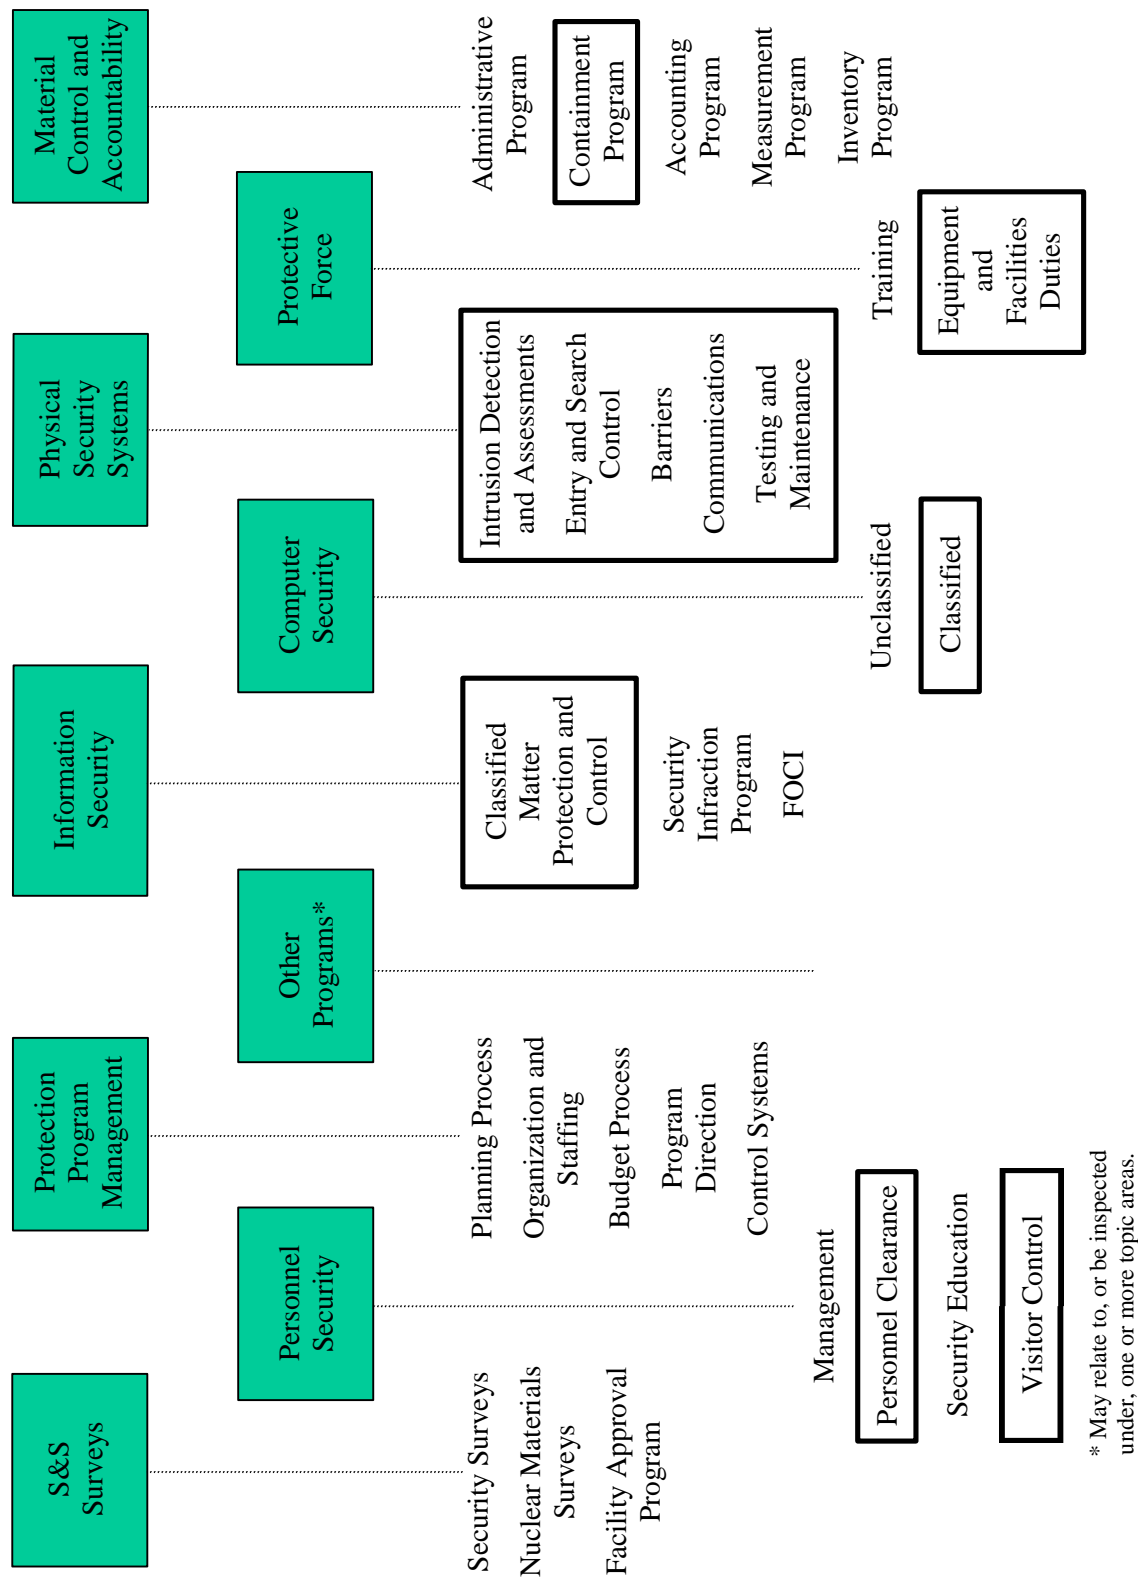 S&S
Surveys
Protection
Program
Management
Information
Security
Physical
Security
Systems
Material
Control and
Accountability
Personnel
Security
Other
Programs*
Computer
Security
Protective
Force
Security Surveys
Nuclear Materials
Surveys
Facility Approval
Program
Planning Process
Organization and
Staffing
Budget Process
Program
Direction
Control Systems
Classified
Matter
Protection and
Control
Security
Infraction
Program
FOCI
Intrusion Detection
and Assessments
Entry and Search
Control
Barriers
Communications
Testing and
Maintenance
Administrative
Program
Containment
Program
Accounting
Program
Measurement
Program
Inventory
Program
Management
Personnel Clearance
Security Education
Visitor Control
Unclassified
Classified
Training
Equipment
and
Facilities
Duties
* May relate to, or be inspected
under, one or more topic areas.